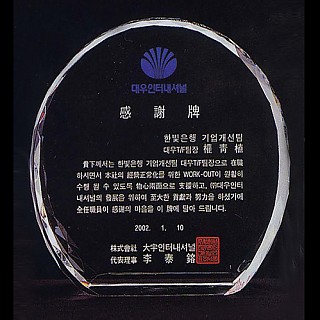 대우인터내셔널
感謝牌
한빛은행 기업개선팀
대우T/F팀장 權青植
貴下께서는 한빛은행 기업개선팀 대우T/F팀장으로 在職
하시면서 本社의 經營正常化를 위한 WORK-OUT이 원활히
수행 될 수 있도록 物心兩面으로 支援하고, ㈜대우인터
내셔널의 發展을 위하여 至大한 貢獻과 努力을 하셨기에
全任職員이 感謝의 마음을 이 牌에 담아 드립니다.
2002. 1. 10
株式會社 大宇인터내셔널
代表理事 李泰鎔